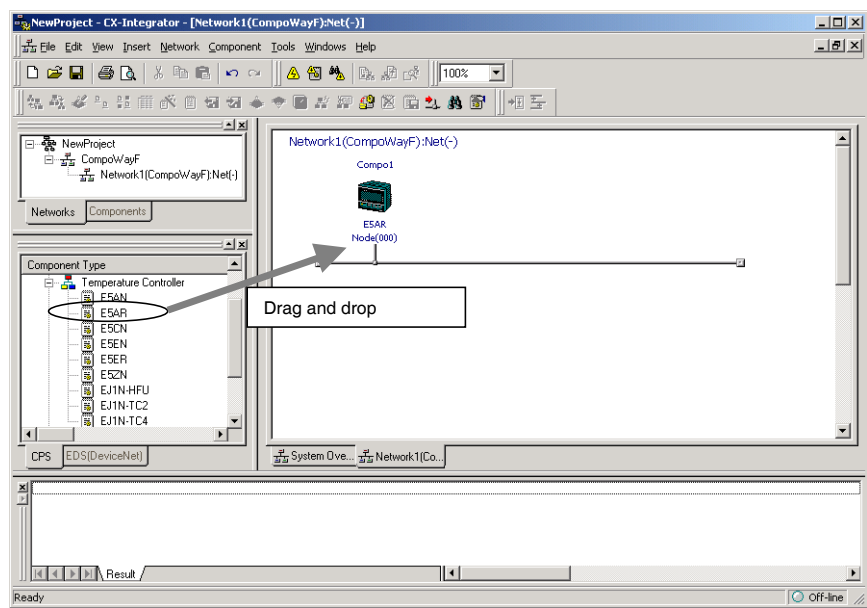 NewProject - CX-Integrator - [Network1(CompoWayF):Net(-)]
File Edit View Insert Network Component Tools Windows Help
100%
NewProject
CompoWayF
Network1(CompoWayF):Net(-)
Networks Components
Component Type
Temperature Controller
E5AN
E5AR
E5CN
E5EN
E5ER
E5ZN
EJ1N-HFU
EJ1N-TC2
EJ1N-TC4
CPS EDS(DeviceNet)
Network1(CompoWayF):Net(-)
Compo1
E5AR
Node(000)
Drag and drop
System Ove... Network1(Co...
Result
Ready
Off-line